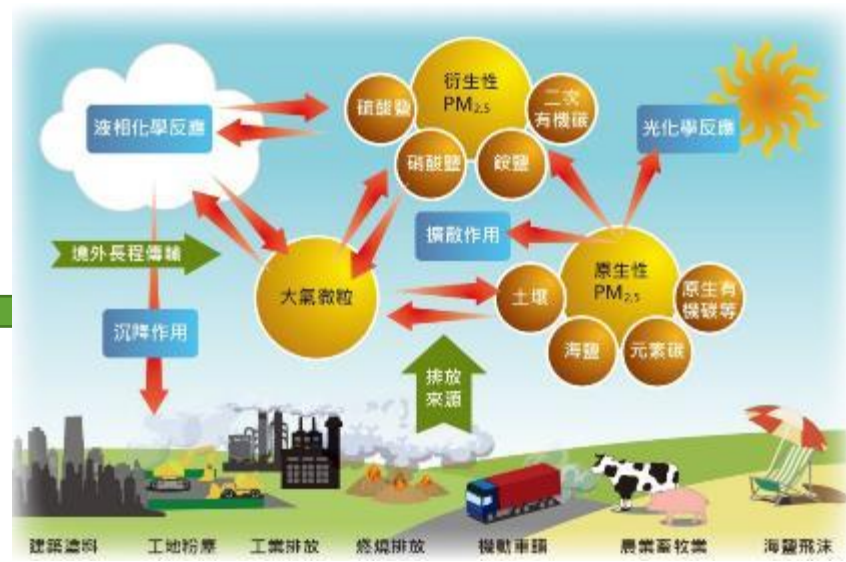 衍生性
PM2.5
硫酸鹽
二次
有機碳
硝酸鹽
銨鹽
液相化學反應
光化學反應
擴散作用
境外長程傳輸
大氣微粒
原生性
PM2.5
土壤
原生有
機碳等
海鹽
元素碳
沉降作用
排放
來源
建築塗料
工地粉塵
工業排放
燃燒排放
機動車輛
農業畜牧業
海鹽飛沫